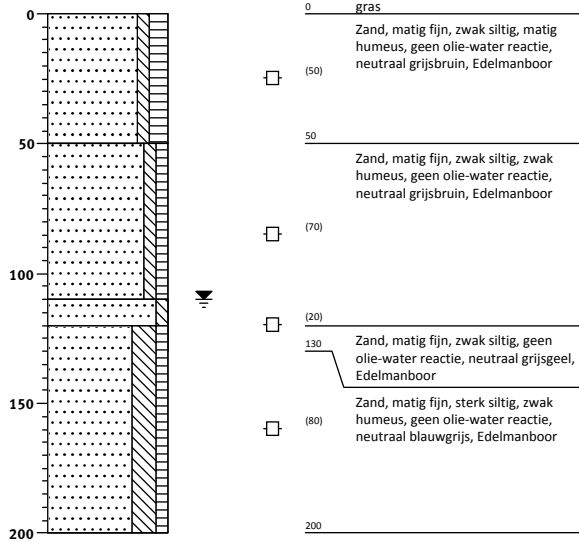 0
0 gras
Zand, matig fijn, zwak siltig, matig
humeus, geen olie-water reactie,
neutraal grijsbruin, Edelmanboor
(50)
50
50
Zand, matig fijn, zwak siltig, zwak
humeus, geen olie-water reactie,
neutraal grijsbruin, Edelmanboor
(70)
100
(20)
130
Zand, matig fijn, zwak siltig, geen
olie-water reactie, neutraal grijsgeel,
Edelmanboor
150
Zand, matig fijn, sterk siltig, zwak
humeus, geen olie-water reactie,
neutraal blauwgrijs, Edelmanboor
(80)
200
200